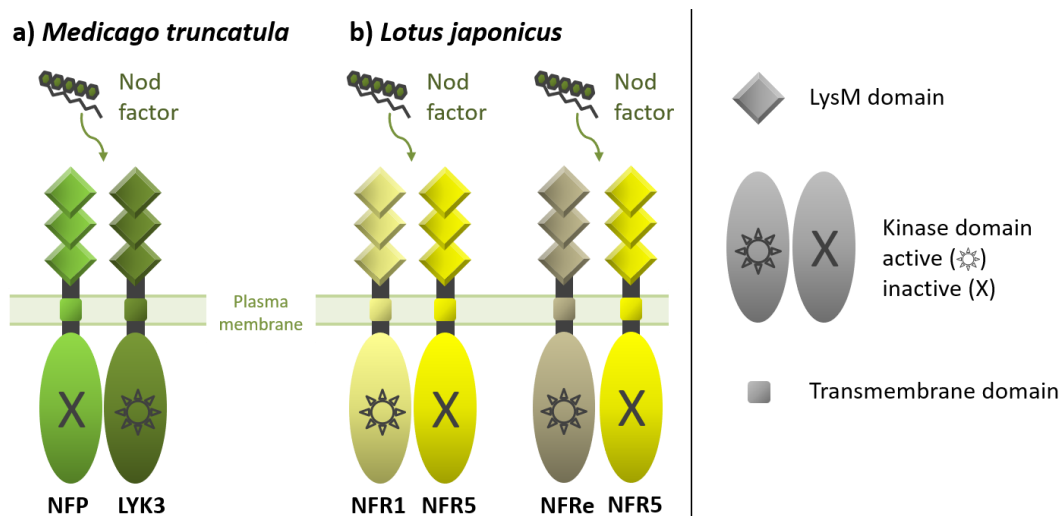 a) Medicago truncatula
b) Lotus japonicus
Nod
factor
Nod
factor
Nod
factor
Plasma
membrane
X
X
X
NFP
LYK3
NFR1
NFR5
NFRe
NFR5
LysM domain
X
Kinase domain
active (☼)
inactive (X)
Transmembrane domain